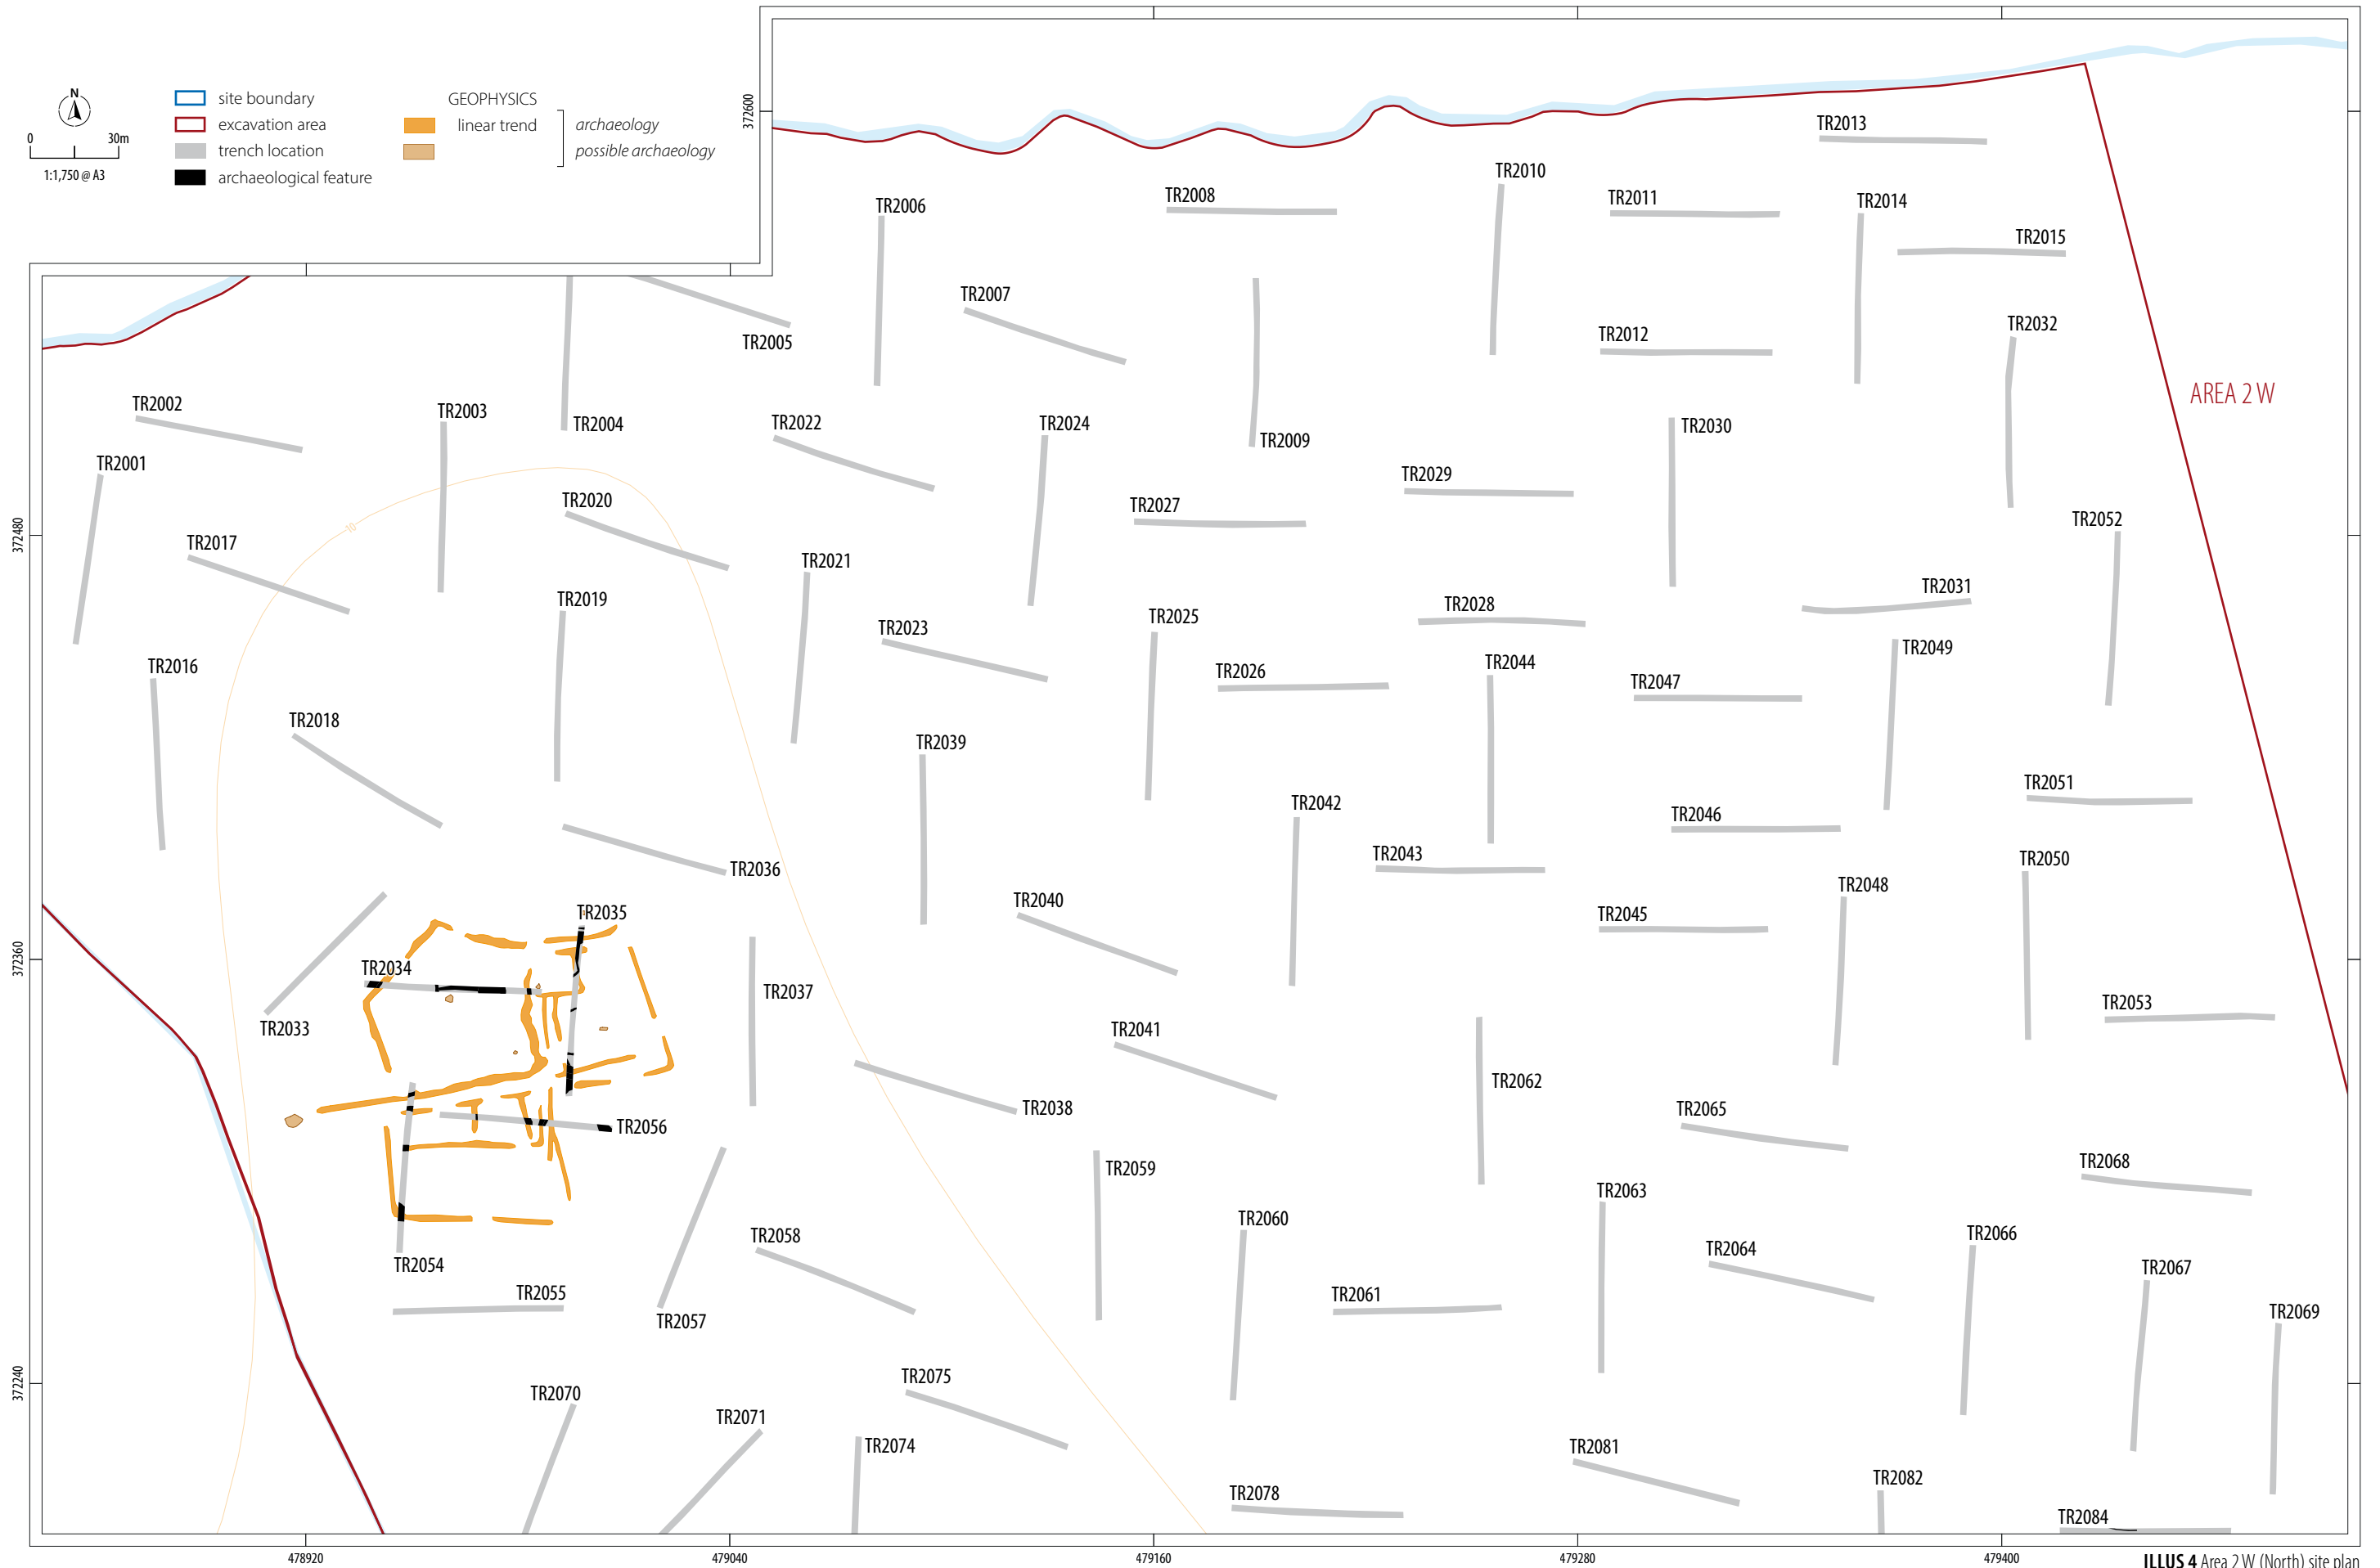 N
0 30m
1:1,750 @ A3
site boundary
excavation area
trench location
archaeological feature
GEOPHYSICS
linear trend
archaeology
possible archaeology
372600
TR2013
TR2010
TR2008
TR2011
TR2014
TR2006
TR2015
TR2007
TR2032
TR2012
TR2005
AREA 2 W
TR2002
TR2003
TR2004
TR2022
TR2024
TR2030
TR2009
TR2001
TR2029
TR2020
TR2027
TR2052
10
372480
TR2017
TR2021
TR2031
TR2019
TR2028
TR2025
TR2023
TR2049
TR2016
TR2044
TR2026
TR2047
TR2018
TR2039
TR2051
TR2042
TR2046
TR2043
TR2050
TR2036
TR2048
TR2040
TR2035
TR2045
372360
TR2034
TR2037
TR2053
TR2033
TR2041
TR2062
TR2038
TR2065
TR2056
TR2068
TR2059
TR2063
TR2060
TR2066
TR2058
TR2064
TR2054
TR2067
TR2055
TR2061
TR2069
TR2057
372240
TR2075
TR2070
TR2071
TR2074
TR2081
TR2082
TR2078
TR2084
478920
479040
479160
479280
479400
ILLUS 4 Area 2 W (North) site plan